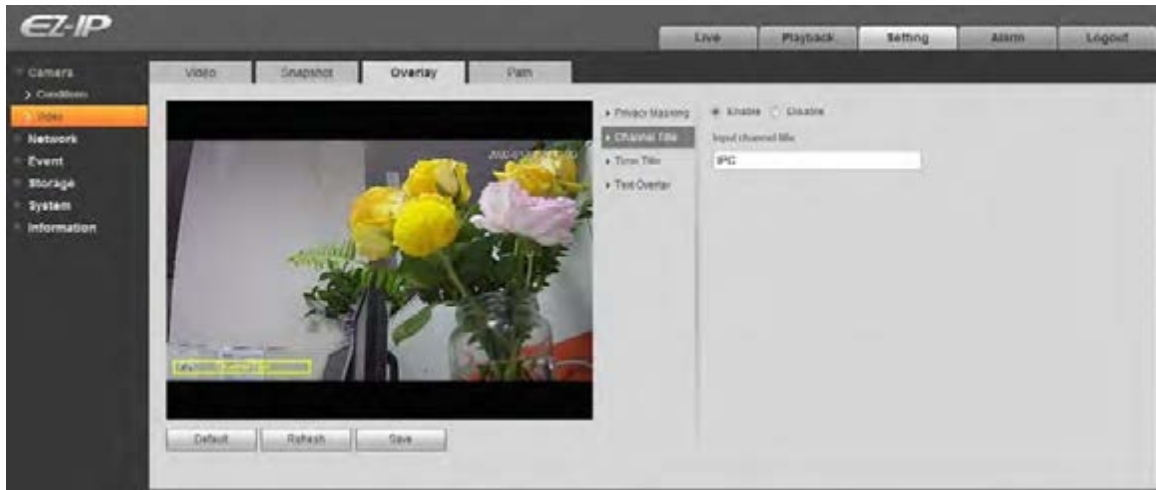 EZ-IP
Live Playback Setting Alarm Logout
Camera
Conditions
Video
Network
Event
Storage
System
Information
Video Snapshot Overlay Path
Privacy Masking
Channel Title
Time Title
Text Overlay
Enable Disable
Input channel title
IPC
Default Refresh Save